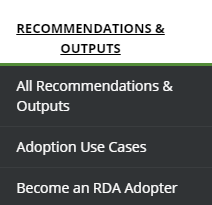 RECOMMENDATIONS &
OUTPUTS
All Recommendations &
Outputs
Adoption Use Cases
Become an RDA Adopter